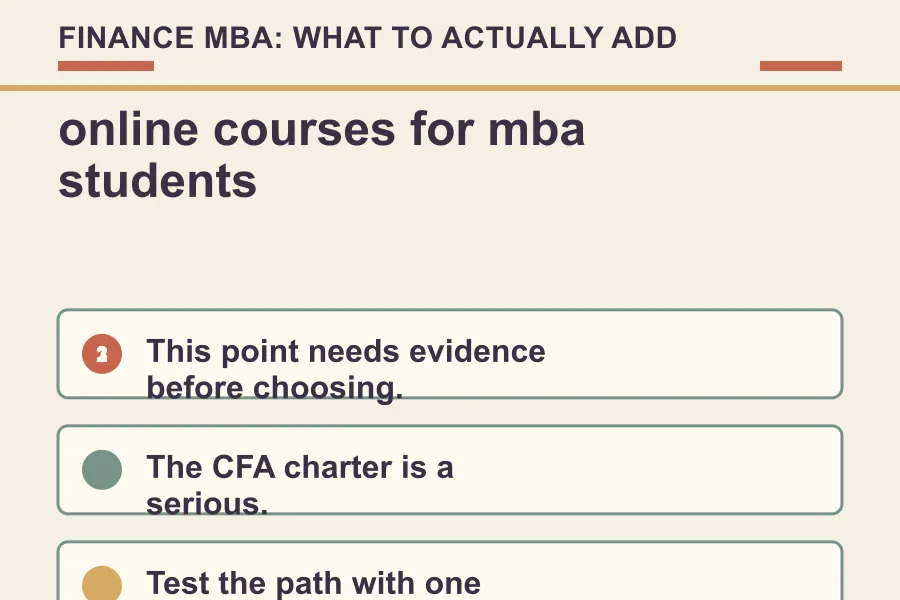 FINANCE MBA: WHAT TO ACTUALLY ADD
online courses for mba
students
This point needs evidence
before choosing.
The CFA charter is a
serious.
Test the path with one